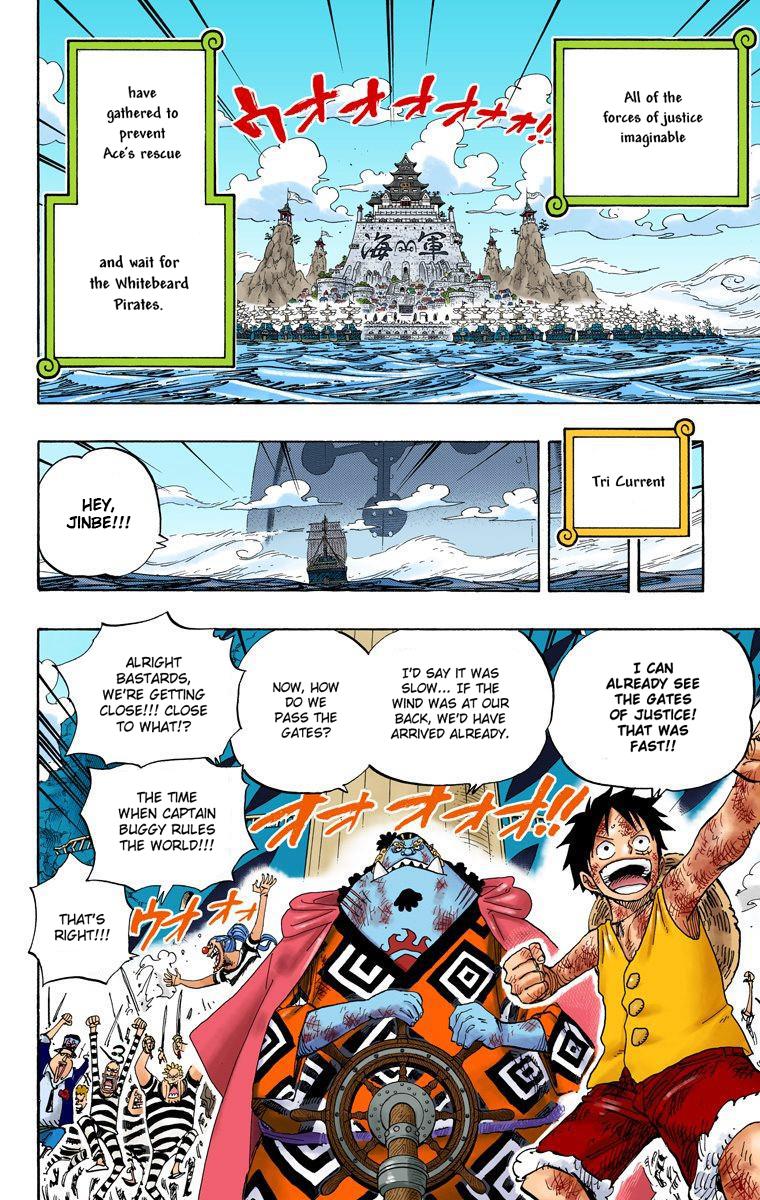 All of the
forces of justice
imaginable
have
gathered to
prevent
Ace's rescue
and wait for
the Whitebeard
Pirates.
ウオオオオオオオ!!
海軍
Tri Current
HEY,
JINBE!!!
I CAN
ALREADY SEE
THE GATES
OF JUSTICE!
THAT WAS
FAST!!
I'D SAY IT WAS
SLOW... IF THE
WIND WAS AT OUR
BACK, WE'D HAVE
ARRIVED ALREADY.
NOW, HOW
DO WE
PASS THE
GATES?
ALRIGHT
BASTARDS,
WE'RE GETTING
CLOSE!!! CLOSE
TO WHAT!?
THE TIME
WHEN CAPTAIN
BUGGY RULES
THE WORLD!!!
THAT'S
RIGHT!!!
オオオオオオ!!
ウオオオ